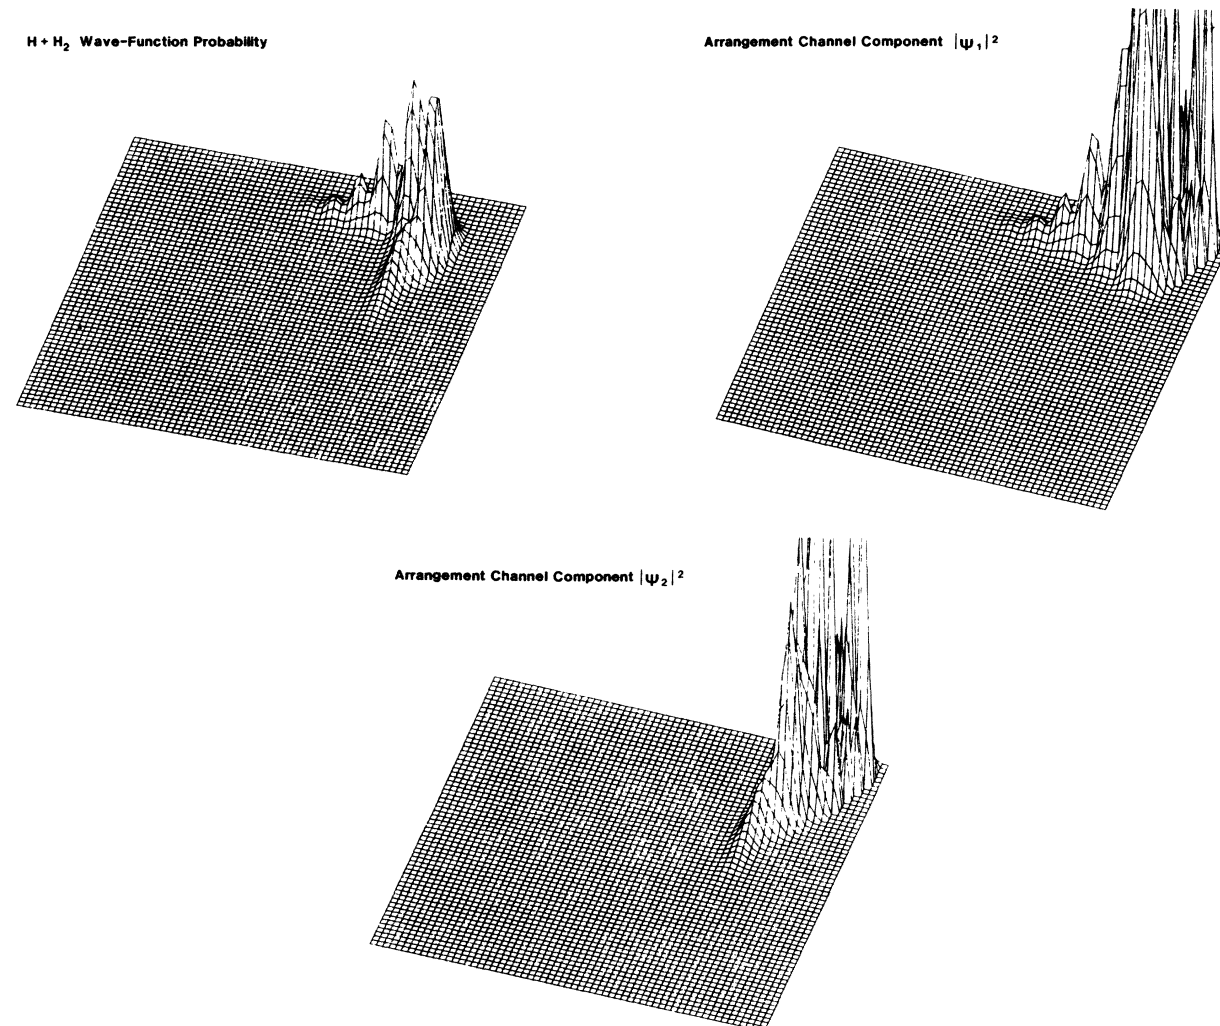 H + H₂ Wave-Function Probability
Arrangement Channel Component |Ψ₁|²
Arrangement Channel Component |Ψ₂|²